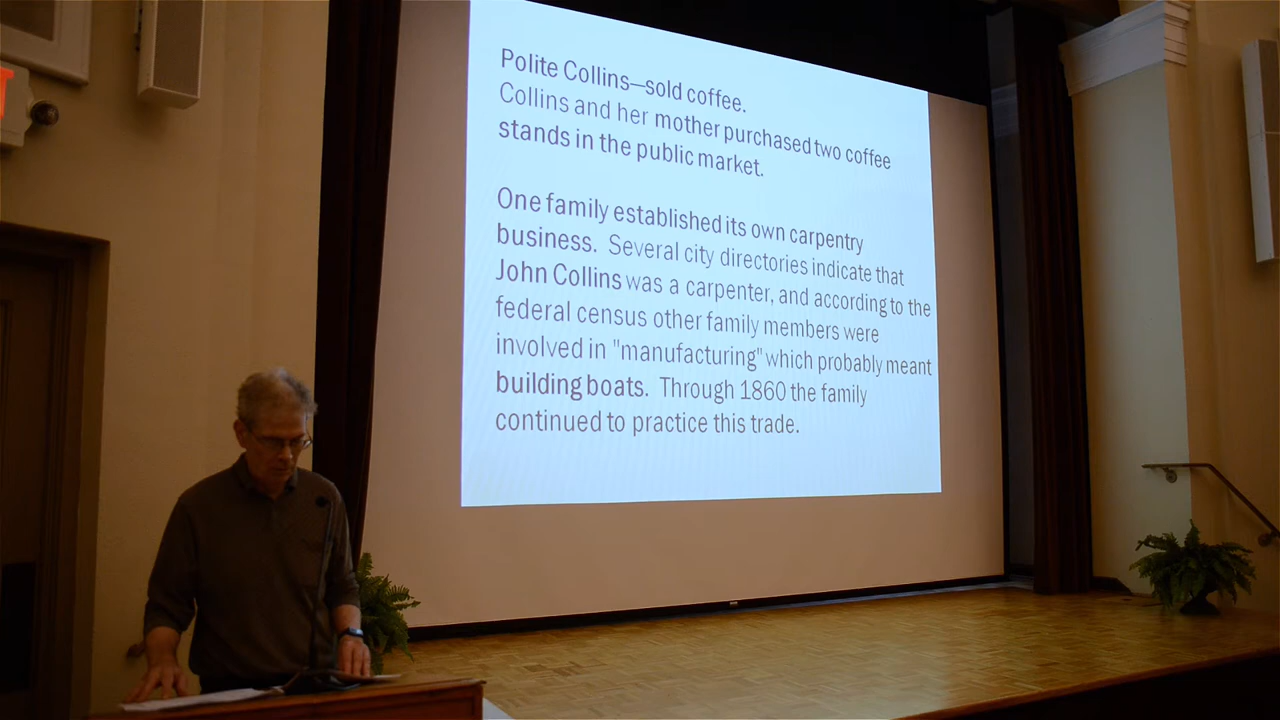 Polite Collins—sold coffee.
Collins and her mother purchased two coffee
stands in the public market.
One family established its own carpentry
business. Several city directories indicate that
John Collins was a carpenter, and according to the
federal census other family members were
involved in "manufacturing" which probably meant
building boats. Through 1860 the family
continued to practice this trade.